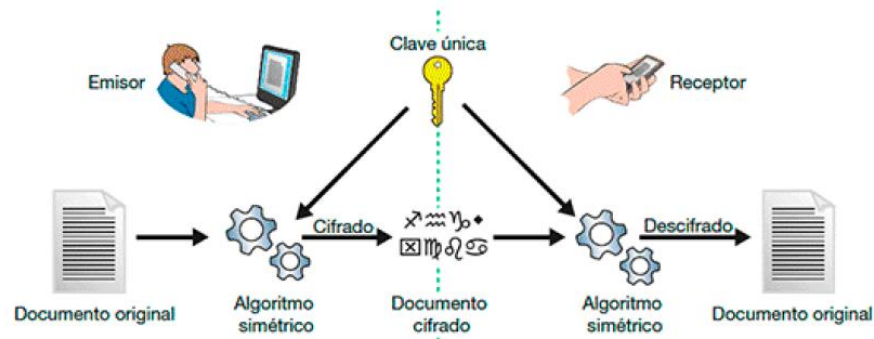 Clave única
Emisor
Receptor
Cifrado
Descifrado
Documento original
Algoritmo
simétrico
Documento
cifrado
Algoritmo
simétrico
Documento original